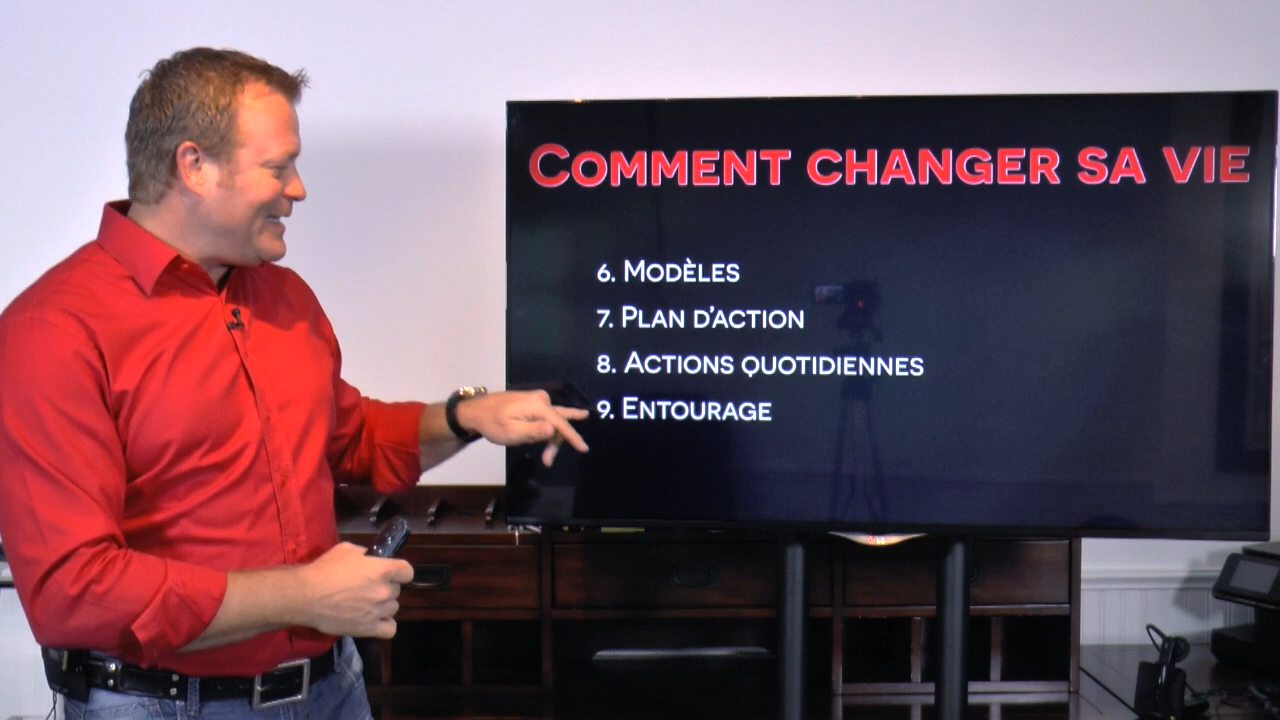 Comment changer sa vie
6. Modèles
7. Plan d'action
8. Actions quotidiennes
9. Entourage